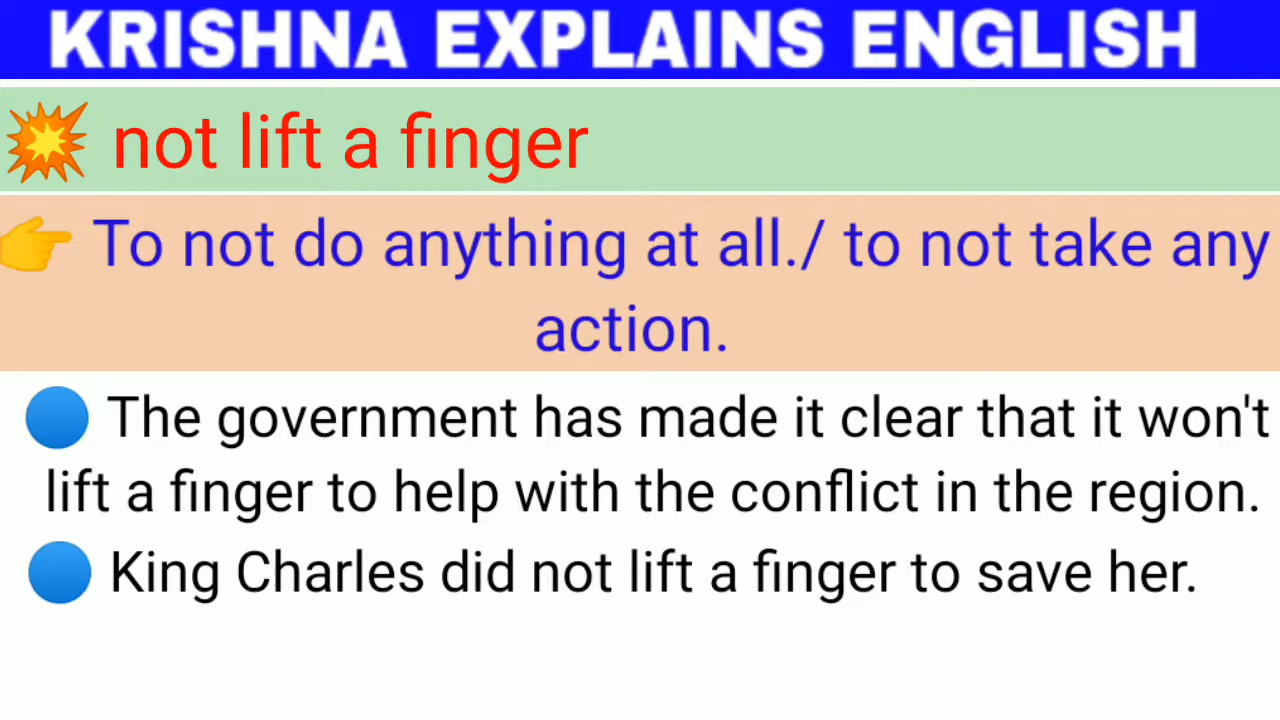 KRISHNA EXPLAINS ENGLISH
💥 not lift a finger
👉 To not do anything at all./ to not take any
action.
🔵 The government has made it clear that it won't
lift a finger to help with the conflict in the region.
🔵 King Charles did not lift a finger to save her.